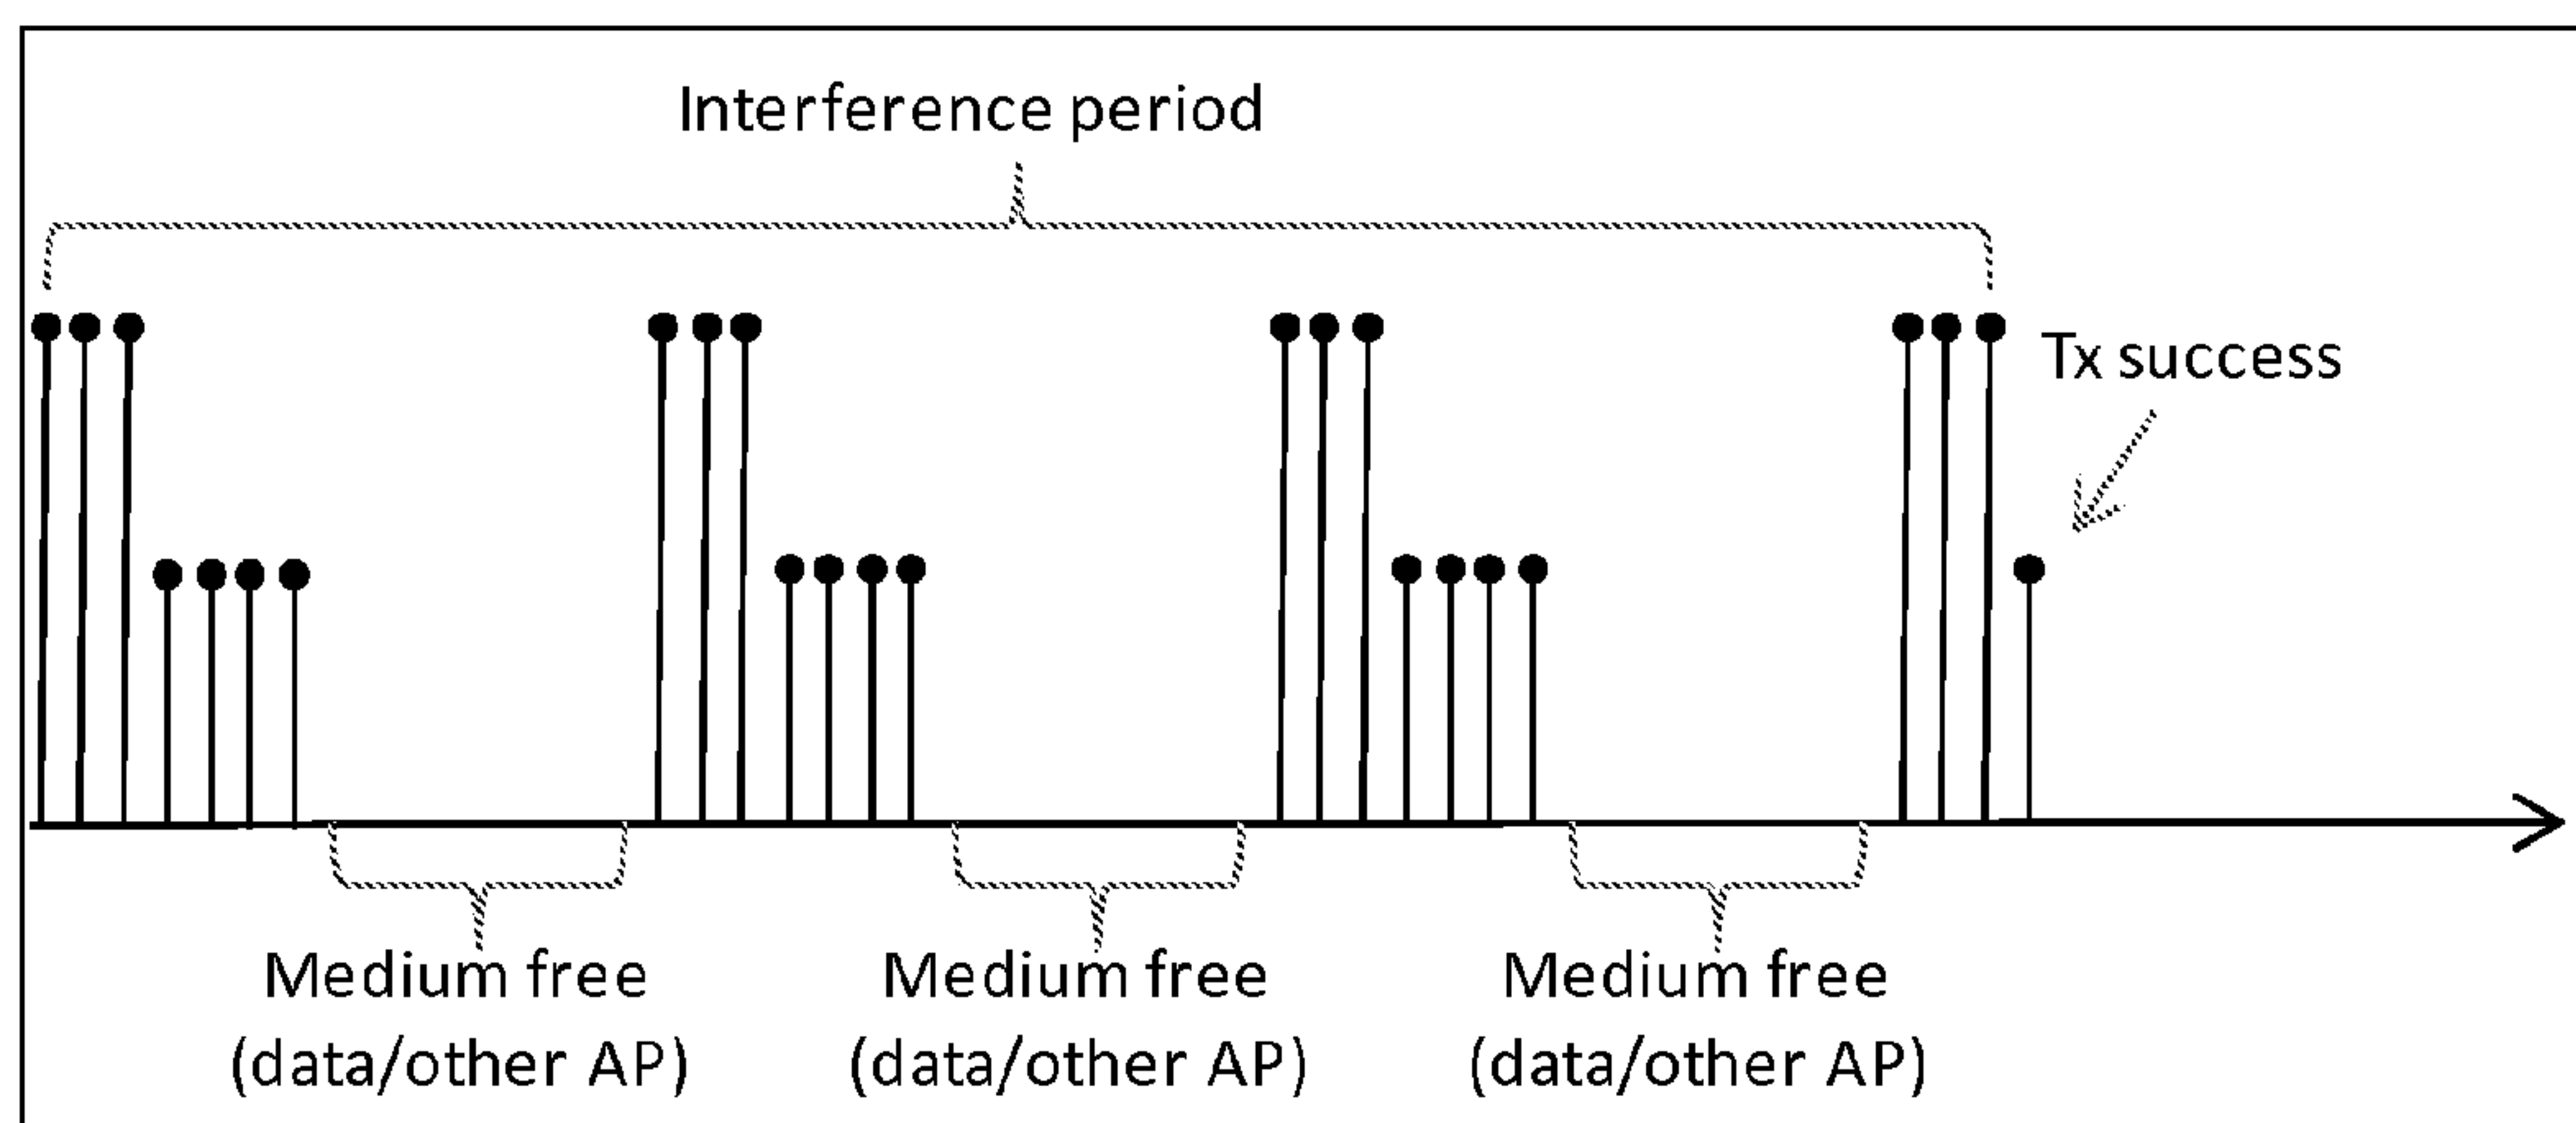 Interference period
Tx success
Medium free
(data/other AP)
Medium free
(data/other AP)
Medium free
(data/other AP)